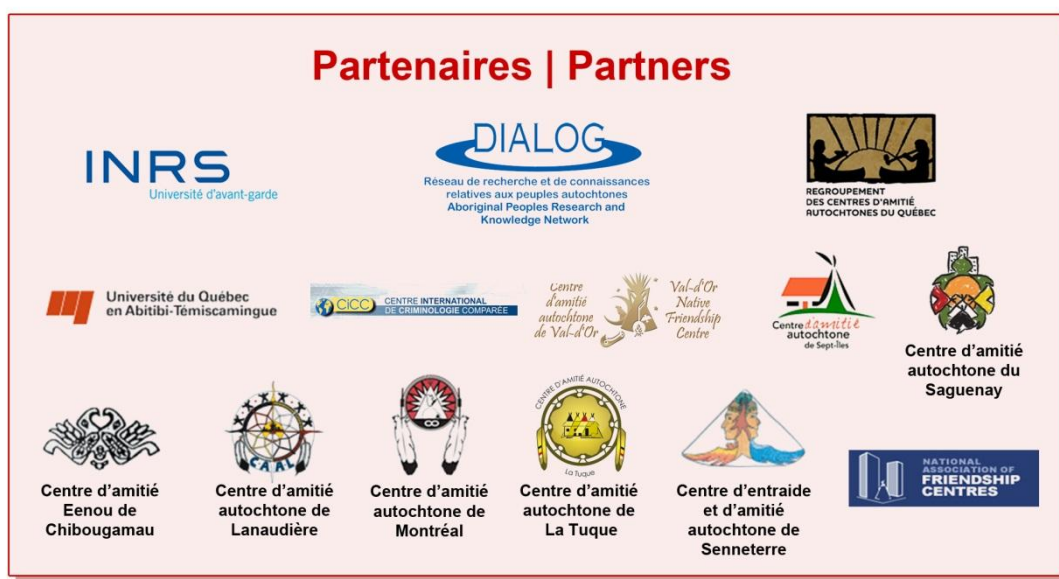 Partenaires | Partners
INRS
Université d'avant-garde
DIALOG
Réseau de recherche et de connaissances
relatives aux peuples autochtones
Aboriginal Peoples Research and
Knowledge Network
REGROUPEMENT
DES CENTRES D'AMITIÉ
AUTOCHTONES DU QUÉBEC
Université du Québec
en Abitibi-Témiscamingue
CICC
CENTRE INTERNATIONAL
DE CRIMINOLOGIE COMPARÉE
Centre
d'amitié
autochtone
de Val-d'Or
Val-d'Or
Native
Friendship
Centre
Centre d'amitié
autochtone
de Sept-Îles
Centre d'amitié
autochtone du
Saguenay
Centre d'amitié
Eenou de
Chibougamau
C.A.A.L.
Centre d'amitié
autochtone de
Lanaudière
Centre d'amitié
autochtone de
Montréal
CENTRE D'AMITIÉ AUTOCHTONE
La Tuque
Centre d'amitié
autochtone de
La Tuque
Centre d'entraide
et d'amitié
autochtone de
Senneterre
NATIONAL
ASSOCIATION OF
FRIENDSHIP
CENTRES